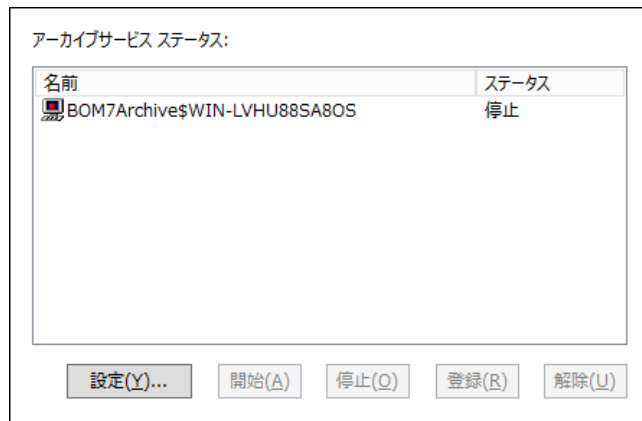 アーカイブサービス ステータス:
名前 ステータス
BOM7Archive$WIN-LVHU88SA8OS 停止
設定(Y)... 開始(A) 停止(O) 登録(R) 解除(U)